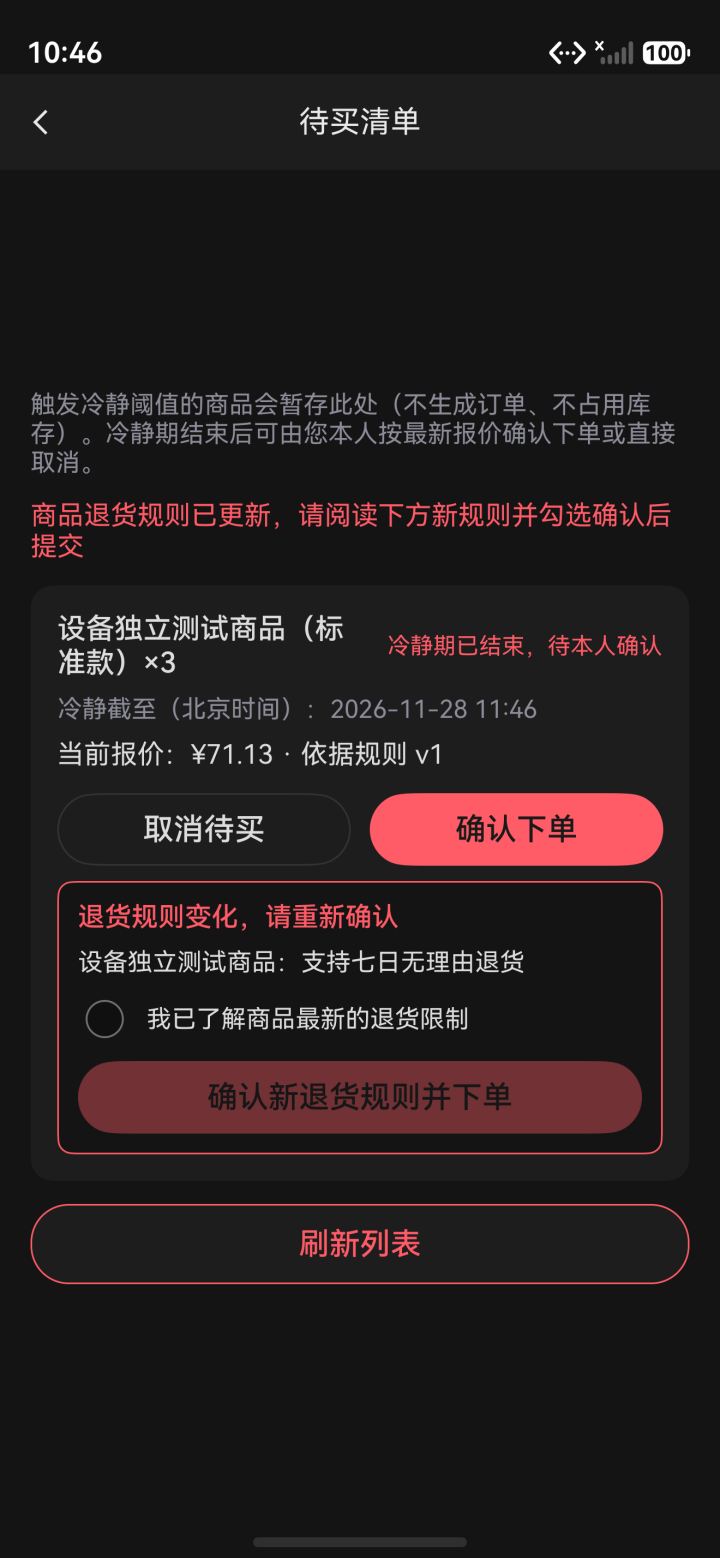 10:46
100
待买清单
触发冷静阈值的商品会暂存此处（不生成订单、不占用库
存）。冷静期结束后可由您本人按最新报价确认下单或直接
取消。
商品退货规则已更新，请阅读下方新规则并勾选确认后
提交
设备独立测试商品（标
准款）×3
冷静期已结束，待本人确认
冷静截至（北京时间）：2026-11-28 11:46
当前报价：¥71.13 · 依据规则 v1
取消待买
确认下单
退货规则变化，请重新确认
设备独立测试商品：支持七日无理由退货
我已了解商品最新的退货限制
确认新退货规则并下单
刷新列表